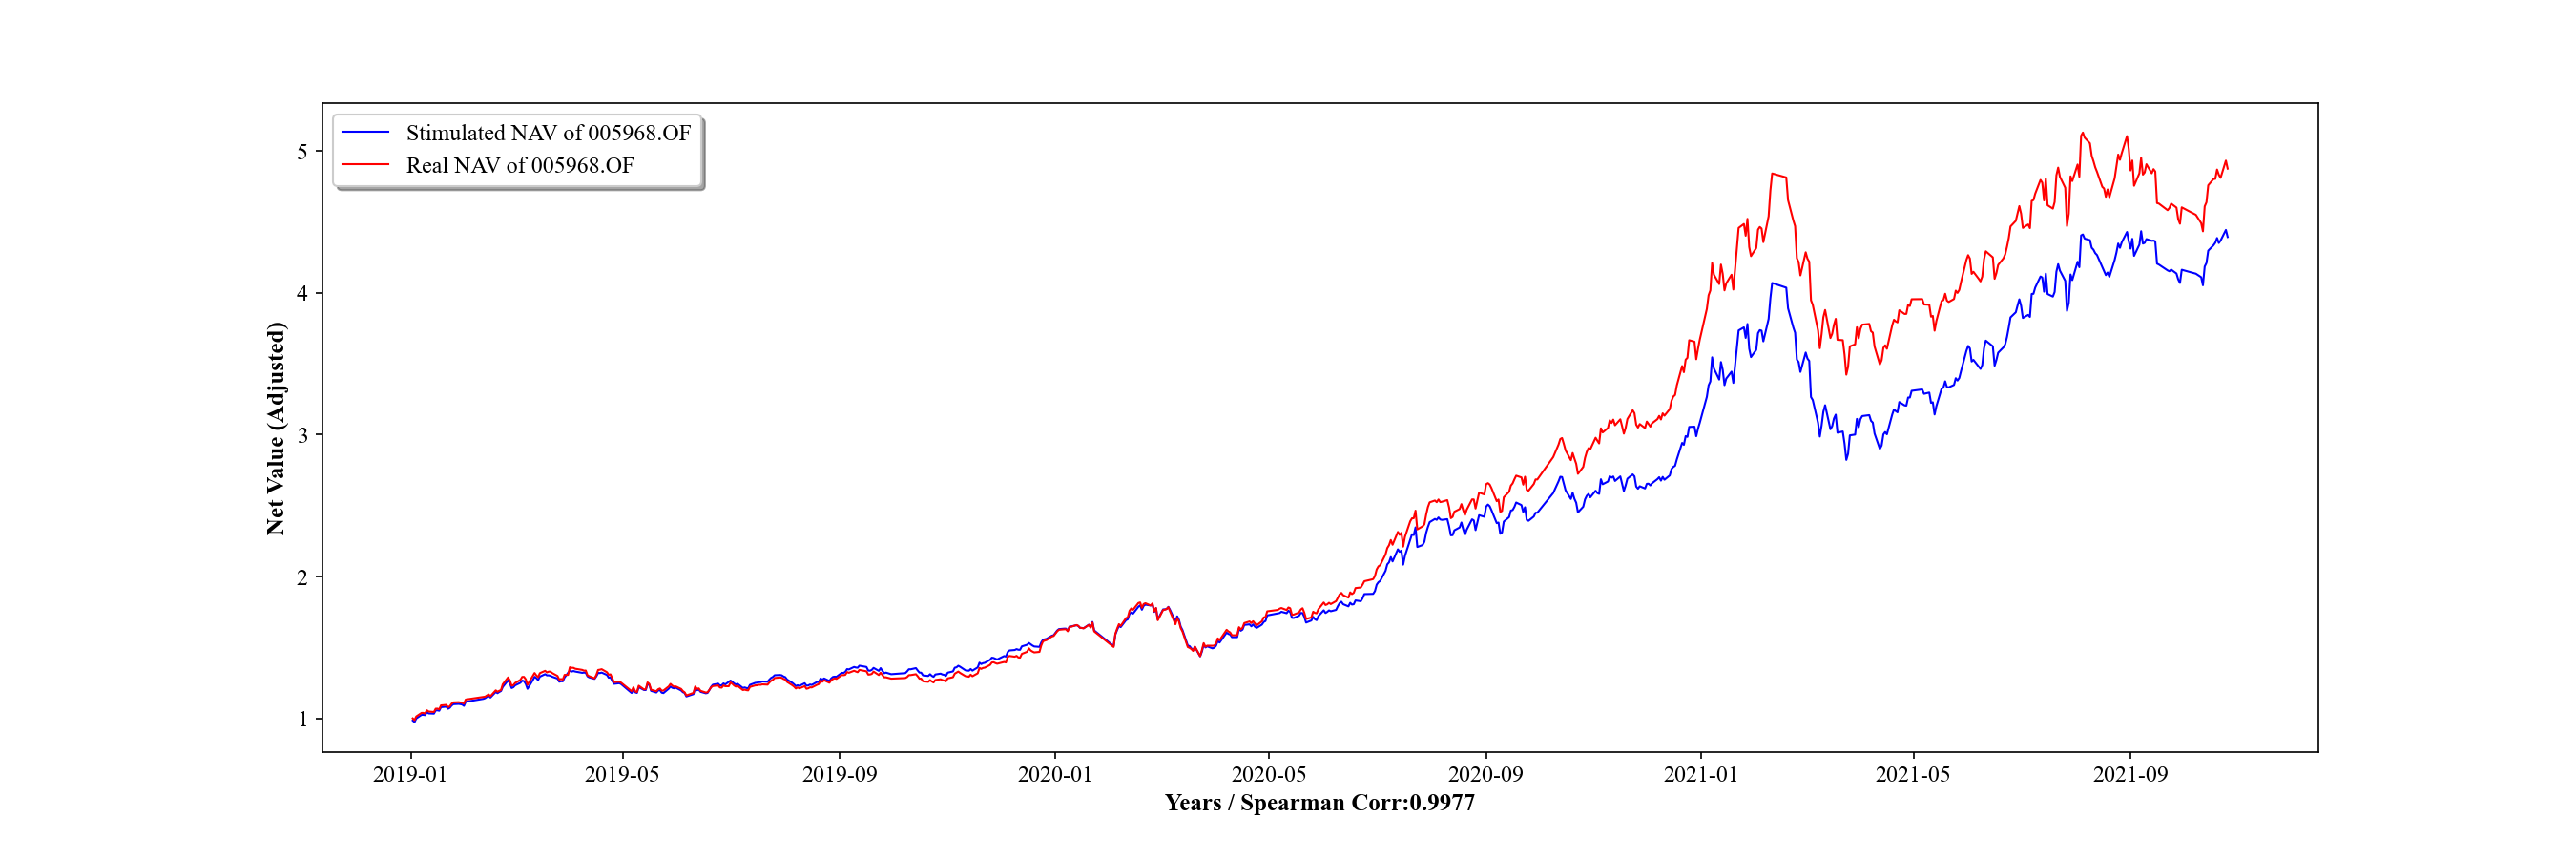 Stimulated NAV of 005968.OF
Real NAV of 005968.OF
Net Value (Adjusted)
5
4
3
2
1
2019-01 2019-05 2019-09 2020-01 2020-05 2020-09 2021-01 2021-05 2021-09
Years / Spearman Corr:0.9977